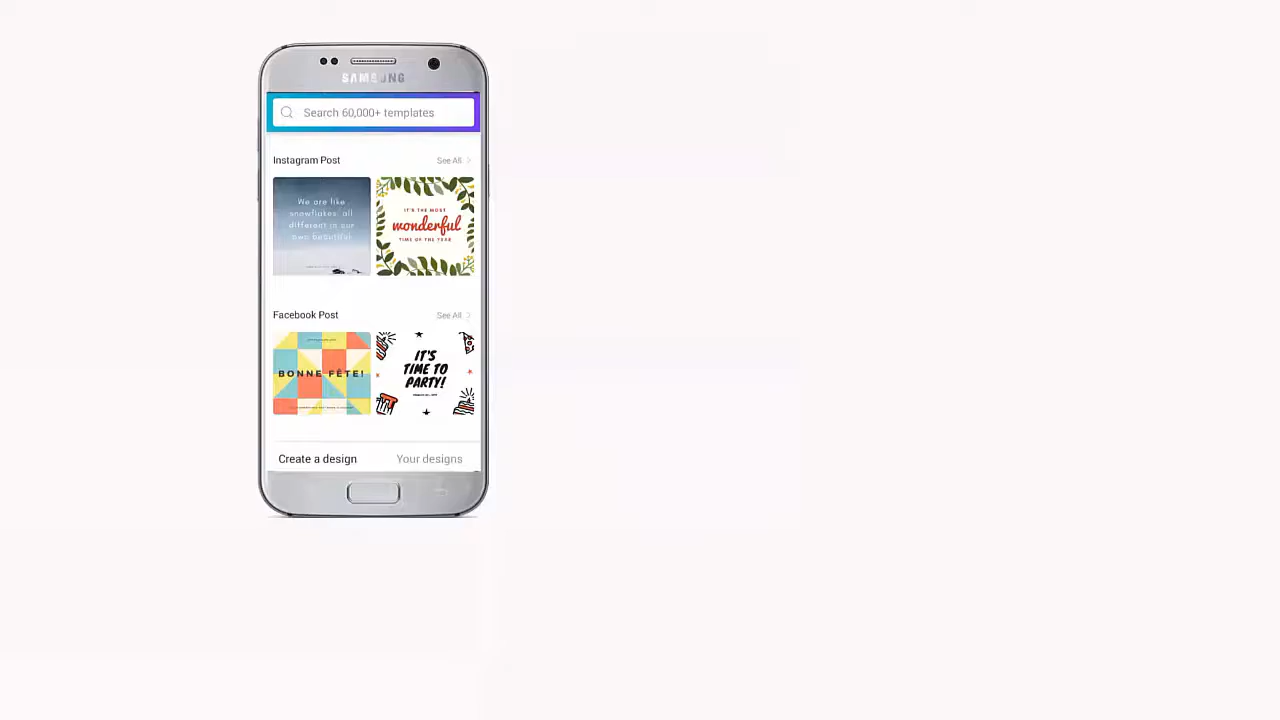 SAMSUNG
Search 60,000+ templates
Instagram Post
See All
We are like
snowflakes, all
different in our
own beautiful
IT'S THE MOST
wonderful
TIME OF THE YEAR
Facebook Post
See All
BONNE FÊTE!
IT'S
TIME TO
PARTY!
Create a design
Your designs